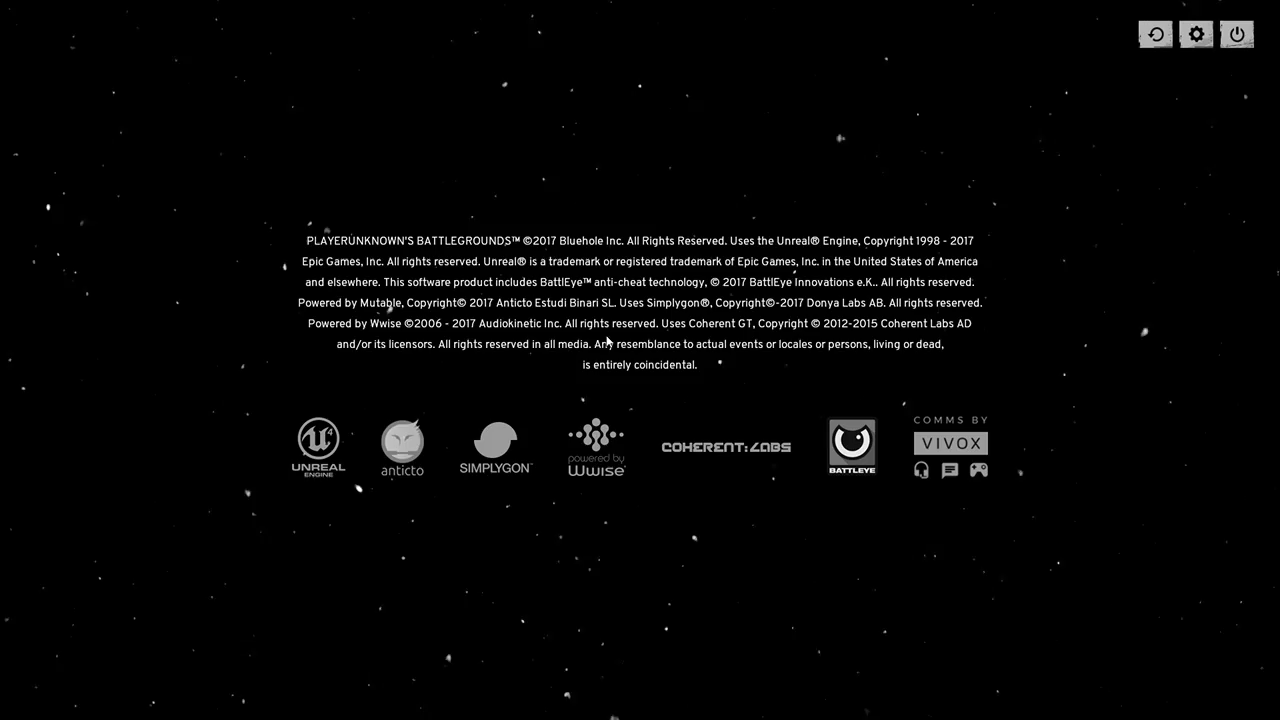 PLAYERUNKNOWN'S BATTLEGROUNDS™ ©2017 Bluehole Inc. All Rights Reserved. Uses the Unreal® Engine, Copyright 1998 - 2017
Epic Games, Inc. All rights reserved. Unreal® is a trademark or registered trademark of Epic Games, Inc. in the United States of America
and elsewhere. This software product includes BattlEye™ anti-cheat technology, © 2017 BattlEye Innovations e.K.. All rights reserved.
Powered by Mutable, Copyright© 2017 Anticto Estudi Binari SL. Uses Simplygon®, Copyright©-2017 Donya Labs AB. All rights reserved.
Powered by Wwise ©2006 - 2017 Audiokinetic Inc. All rights reserved. Uses Coherent GT, Copyright © 2012-2015 Coherent Labs AD
and/or its licensors. All rights reserved in all media. Any resemblance to actual events or locales or persons, living or dead,
is entirely coincidental.
4
UNREAL
ENGINE
anticto
SIMPLYGON™
powered by
wwise®
COHERENT:LABS
BATTLEYE
COMMS BY
VIVOX